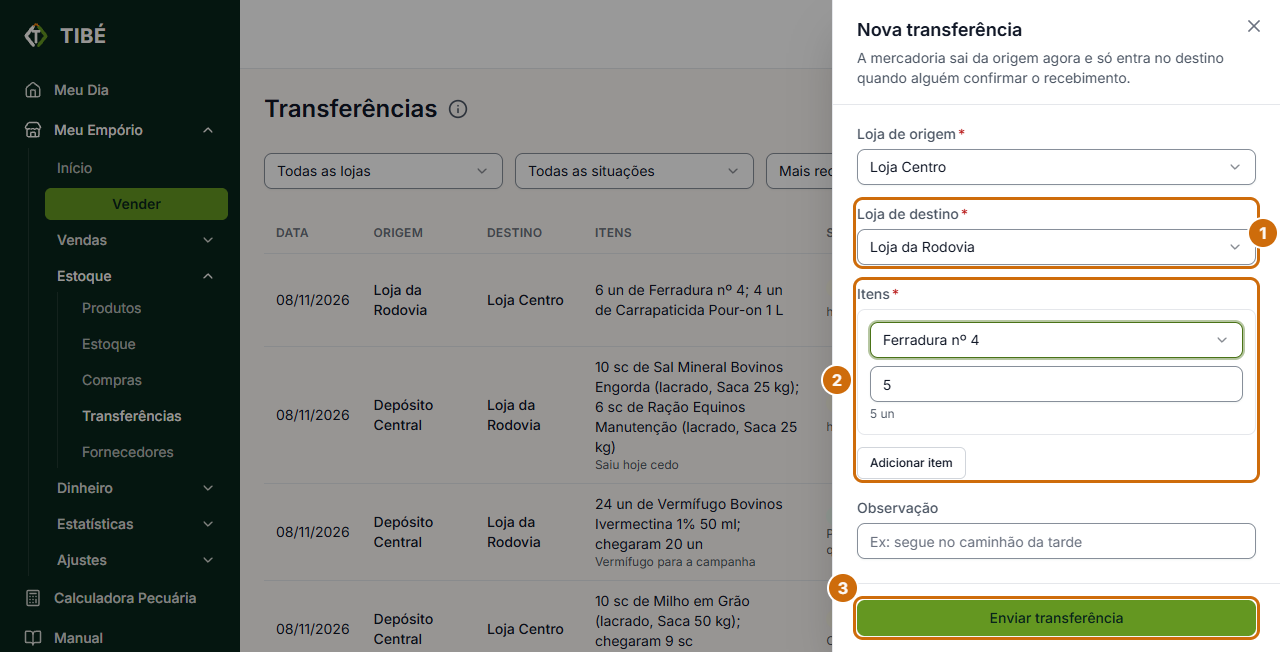 TIBÉ
Meu Dia
Meu Empório
Início
Vender
Vendas
Estoque
Produtos
Estoque
Compras
Transferências
Fornecedores
Dinheiro
Estatísticas
Ajustes
Calculadora Pecuária
Manual
Transferências
Todas as lojas
Todas as situações
DATA
ORIGEM
DESTINO
ITENS
08/11/2026
Loja da
Rodovia
Loja Centro
6 un de Ferradura nº 4; 4 un
de Carrapaticida Pour-on 1 L
08/11/2026
Depósito
Central
Loja da
Rodovia
10 sc de Sal Mineral Bovinos
Engorda (lacrado, Saca 25 kg);
6 sc de Ração Equinos
Manutenção (lacrado, Saca 25
kg)
Saiu hoje cedo
08/11/2026
Depósito
Central
Loja da
Rodovia
24 un de Vermífugo Bovinos
Ivermectina 1% 50 ml;
chegaram 20 un
Vermífugo para a campanha
08/11/2026
Depósito
Central
Loja Centro
10 sc de Milho em Grão
(lacrado, Saca 50 kg);
chegaram 9 sc
Nova transferência
A mercadoria sai da origem agora e só entra no destino
quando alguém confirmar o recebimento.
Loja de origem*
Loja Centro
Loja de destino*
Loja da Rodovia
1
Itens*
Ferradura nº 4
2
5
5 un
Adicionar item
Observação
Ex: segue no caminhão da tarde
3
Enviar transferência